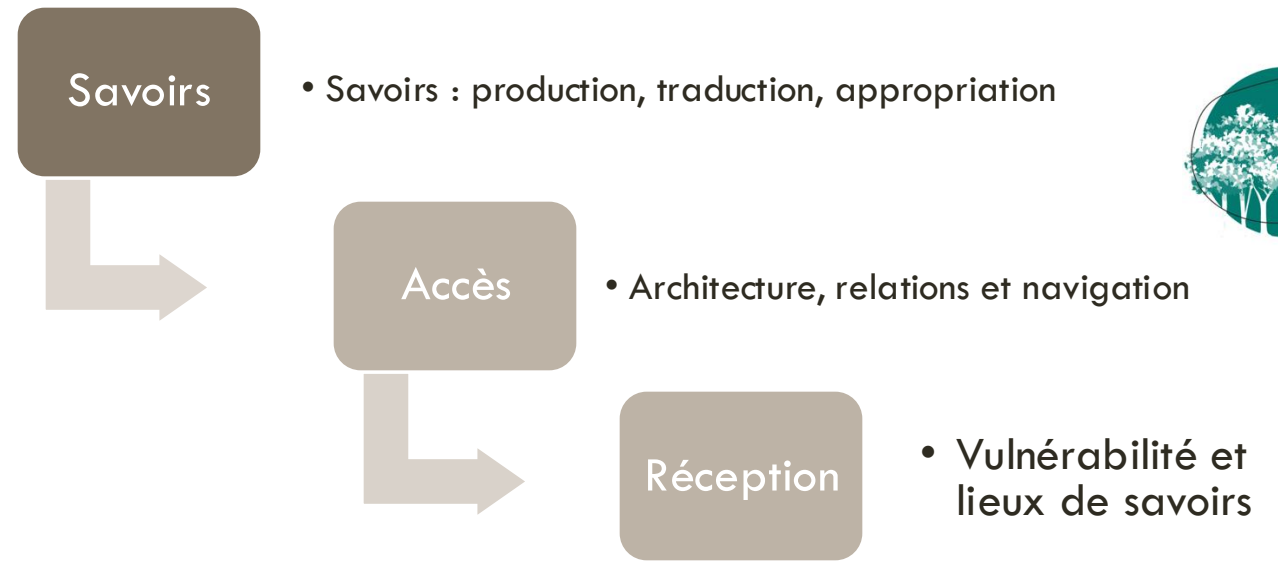 Savoirs
• Savoirs : production, traduction, appropriation
Accès
• Architecture, relations et navigation
Réception
• Vulnérabilité et
lieux de savoirs